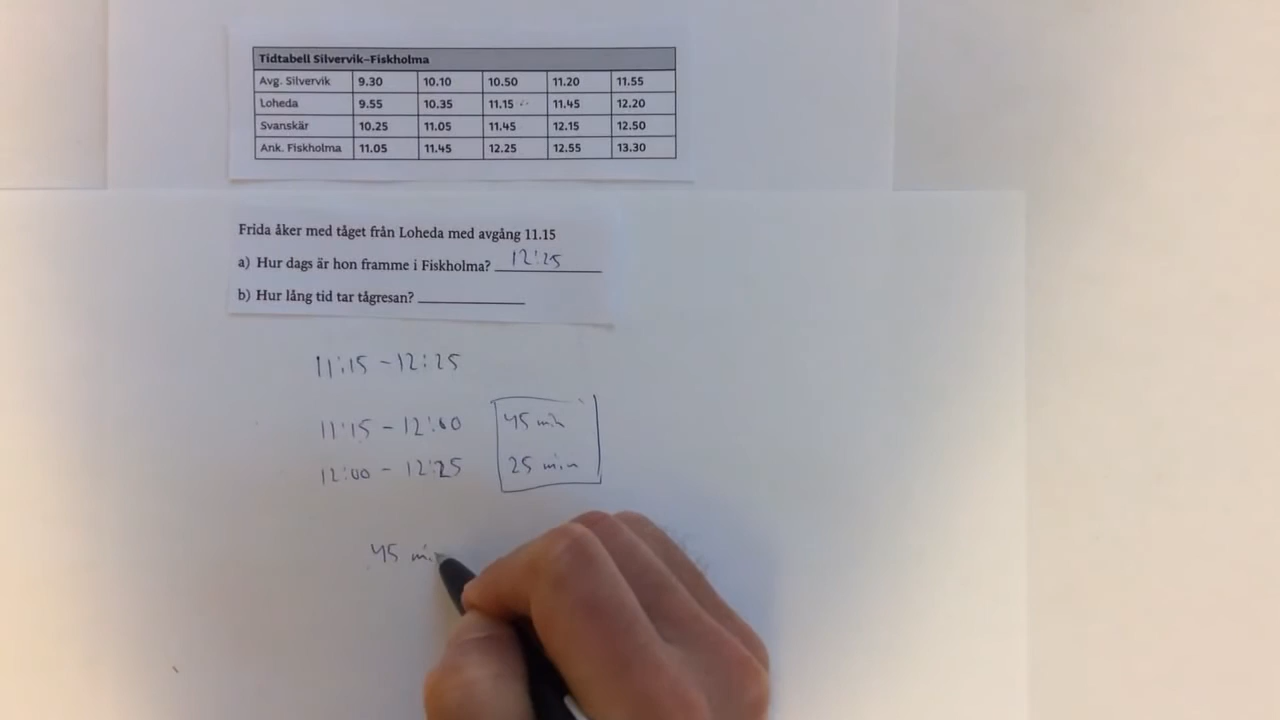 Tidtabell Silvervik–Fiskholma
Avg. Silvervik 9.30 10.10 10.50 11.20 11.55
Loheda 9.55 10.35 11.15 11.45 12.20
Svanskär 10.25 11.05 11.45 12.15 12.50
Ank. Fiskholma 11.05 11.45 12.25 12.55 13.30
Frida åker med tåget från Loheda med avgång 11.15
a) Hur dags är hon framme i Fiskholma? 12:25
b) Hur lång tid tar tågresan?
11:15 - 12:25
11:15 - 12:00 45 min
12:00 - 12:25 25 min
45 min